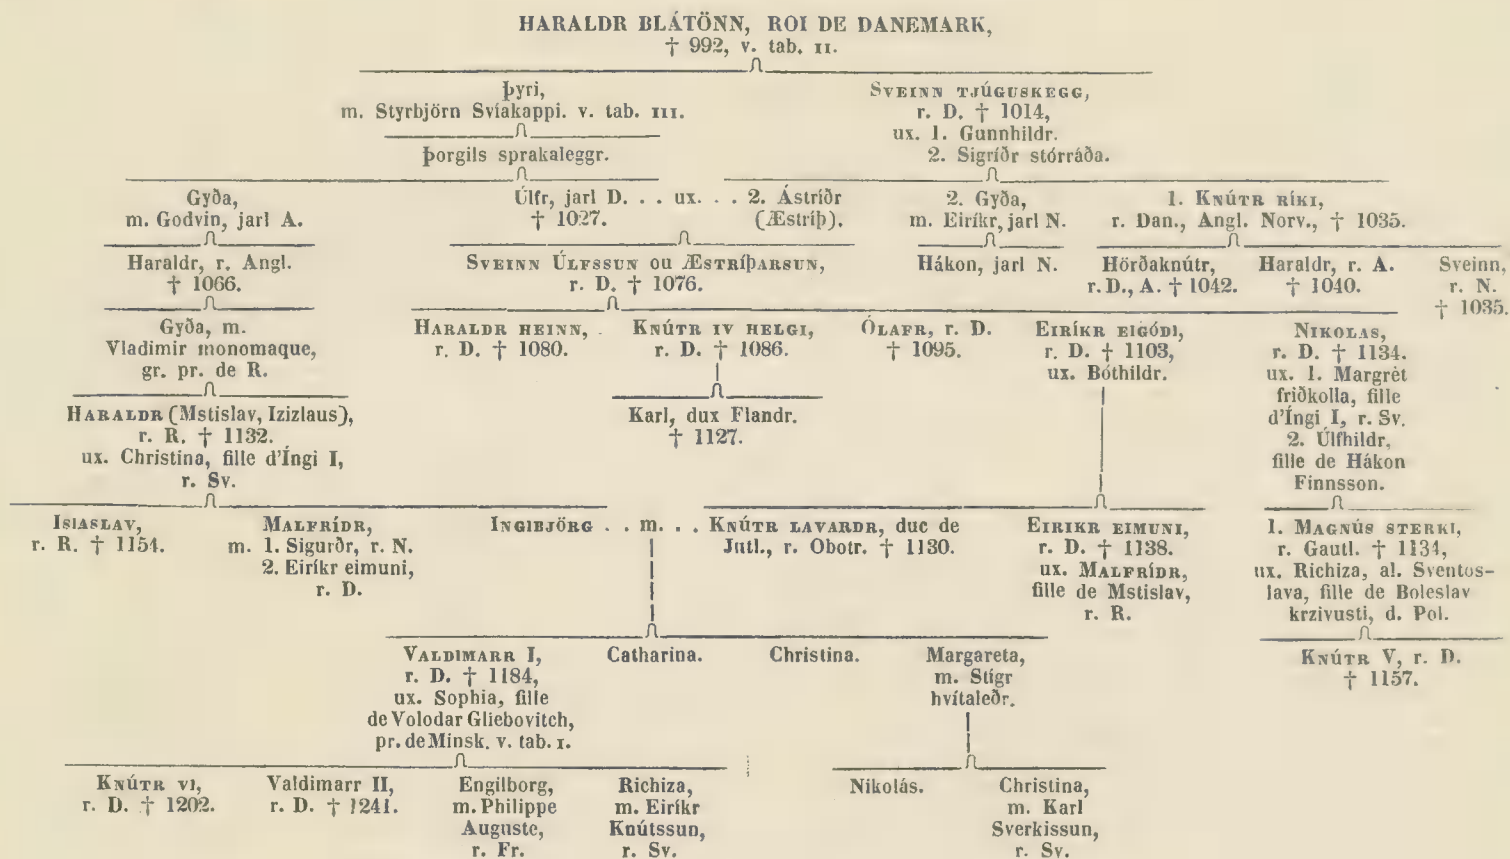 HARALDR BLÁTÖNN, ROI DE DANEMARK,
† 992, v. tab. II.
Þyri,
m. Styrbjörn Svíakappi. v. tab. III.
SVEINN TJÚGUSKEGG,
r. D. † 1014,
ux. 1. Gunnhildr.
2. Sigríðr stórráða.
Þorgils sprakaleggr.
Gyða,
m. Godvin, jarl A.
Úlfr, jarl D. . . ux. . . 2. Ástríðr
† 1027. (Æstríþ).
2. Gyða,
m. Eiríkr, jarl N.
1. KNÚTR RÍKI,
r. Dan., Angl. Norv., † 1035.
Haraldr, r. Angl.
† 1066.
SVEINN ÚLFSSUN ou ÆSTRÍÞARSUN,
r. D. † 1076.
Hákon, jarl N.
Hörðaknútr,
r. D., A. † 1042.
Haraldr, r. A.
† 1040.
Sveinn,
r. N.
† 1035.
Gyða, m.
Vladimir monomaque,
gr. pr. de R.
HARALDR HEINN,
r. D. † 1080.
KNÚTR IV HELGI,
r. D. † 1086.
ÓLAFR, r. D.
† 1095.
EIRÍKR EIGÓÐI,
r. D. † 1103,
ux. Bóthildr.
NIKOLAS,
r. D. † 1134.
ux. 1. Margrèt
friðkolla, fille
d'Íngi I, r. Sv.
2. Úlfhildr,
fille de Hákon
Finnsson.
HARALDR (Mstislav, Izizlaus),
r. R. † 1132.
ux. Christina, fille d'Íngi I,
r. Sv.
Karl, dux Flandr.
† 1127.
ISIASLAV,
r. R. † 1154.
MALFRÍDR,
m. 1. Sigurðr, r. N.
2. Eiríkr eimuni,
r. D.
INGIBJÖRG . . m. . . KNÚTR LAVARDR, duc de
Jutl., r. Obotr. † 1130.
EIRIKR EIMUNI,
r. D. † 1138.
ux. MALFRÍDR,
fille de Mstislav,
r. R.
1. MAGNÚS STERKI,
r. Gautl. † 1134,
ux. Richiza, al. Sventos-
lava, fille de Boleslav
krzivusti, d. Pol.
VALDIMARR I,
r. D. † 1184,
ux. Sophia, fille
de Volodar Gliebovitch,
pr. de Minsk. v. tab. I.
Catharina.
Christina.
Margareta,
m. Stígr
hvítaleðr.
KNÚTR V, r. D.
† 1157.
KNÚTR VI,
r. D. † 1202.
Valdimarr II,
r. D. † 1241.
Engilborg,
m. Philippe
Auguste,
r. Fr.
Richiza,
m. Eiríkr
Knútssun,
r. Sv.
Nikolás.
Christina,
m. Karl
Sverkissun,
r. Sv.